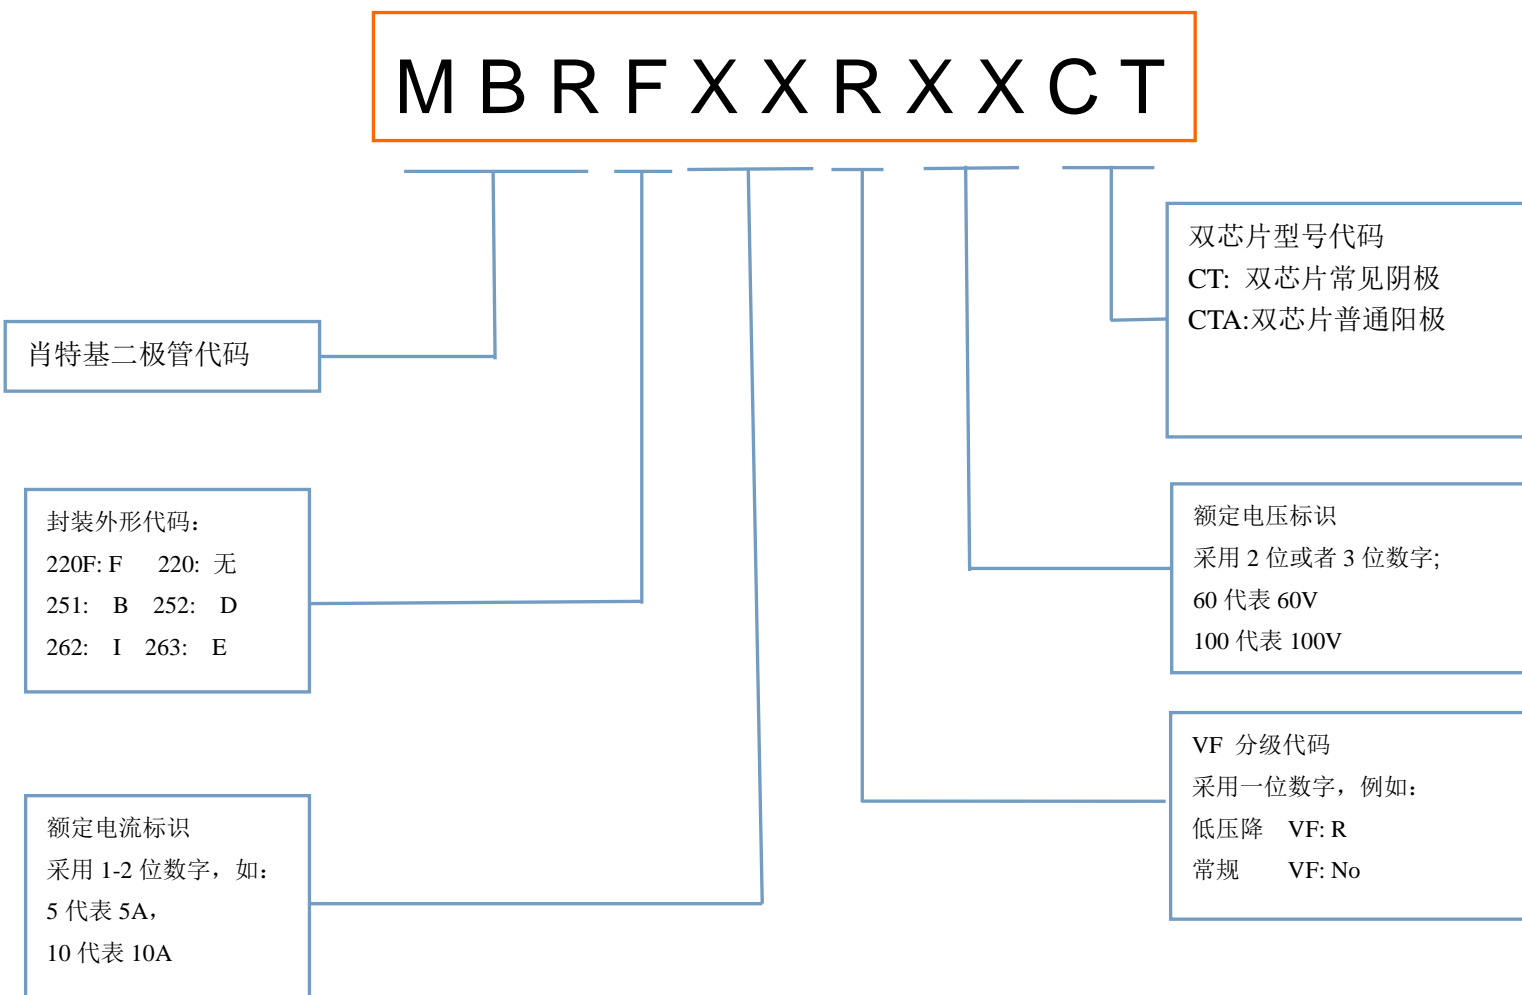 MBRFXXRXXCT
双芯片型号代码
CT: 双芯片常见阴极
CTA:双芯片普通阳极
肖特基二极管代码
封装外形代码：
220F: F 220: 无
251: B 252: D
262: I 263: E
额定电压标识
采用 2 位或者 3 位数字;
60 代表 60V
100 代表 100V
VF 分级代码
采用一位数字，例如：
低压降 VF: R
常规 VF: No
额定电流标识
采用 1-2 位数字，如：
5 代表 5A，
10 代表 10A